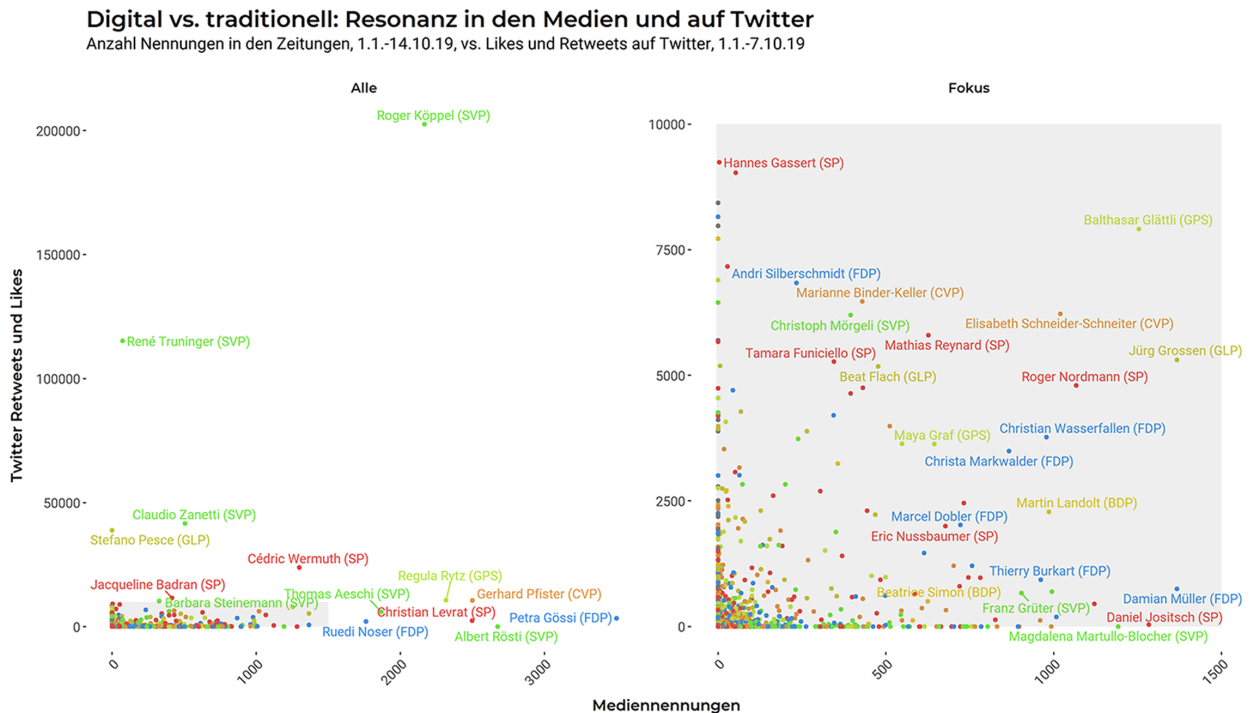 Digital vs. traditionell: Resonanz in den Medien und auf Twitter
Anzahl Nennungen in den Zeitungen, 1.1.-14.10.19, vs. Likes und Retweets auf Twitter, 1.1.-7.10.19
Alle
Fokus
Twitter Retweets und Likes
200000
150000
100000
50000
0
Roger Köppel (SVP)
René Truninger (SVP)
Claudio Zanetti (SVP)
Stefano Pesce (GLP)
Cédric Wermuth (SP)
Regula Rytz (GPS)
Jacqueline Badran (SP)
Thomas Aeschi (SVP)
Gerhard Pfister (CVP)
Barbara Steinemann (SVP)
Christian Levrat (SP)
Petra Gössi (FDP)
Ruedi Noser (FDP)
Albert Rösti (SVP)
0
1000
2000
3000
10000
7500
5000
2500
0
Hannes Gassert (SP)
Balthasar Glättli (GPS)
Andri Silberschmidt (FDP)
Marianne Binder-Keller (CVP)
Christoph Mörgeli (SVP)
Elisabeth Schneider-Schneiter (CVP)
Mathias Reynard (SP)
Tamara Funiciello (SP)
Jürg Grossen (GLP)
Beat Flach (GLP)
Roger Nordmann (SP)
Christian Wasserfallen (FDP)
Maya Graf (GPS)
Christa Markwalder (FDP)
Martin Landolt (BDP)
Marcel Dobler (FDP)
Eric Nussbaumer (SP)
Thierry Burkart (FDP)
Beatrice Simon (BDP)
Damian Müller (FDP)
Franz Grüter (SVP)
Daniel Jositsch (SP)
Magdalena Martullo-Blocher (SVP)
0
500
1000
1500
Mediennennungen